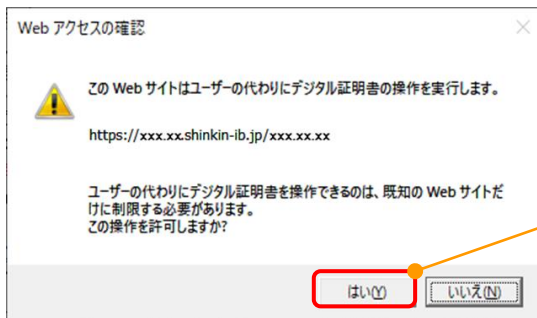 Web アクセスの確認
この Web サイトはユーザーの代わりにデジタル証明書の操作を実行します。
https://xxx.xx.shinkin-ib.jp/xxx.xx.xx
ユーザーの代わりにデジタル証明書を操作できるのは、既知の Web サイトだ
けに制限する必要があります。
この操作を許可しますか?
はい(Y)
いいえ(N)